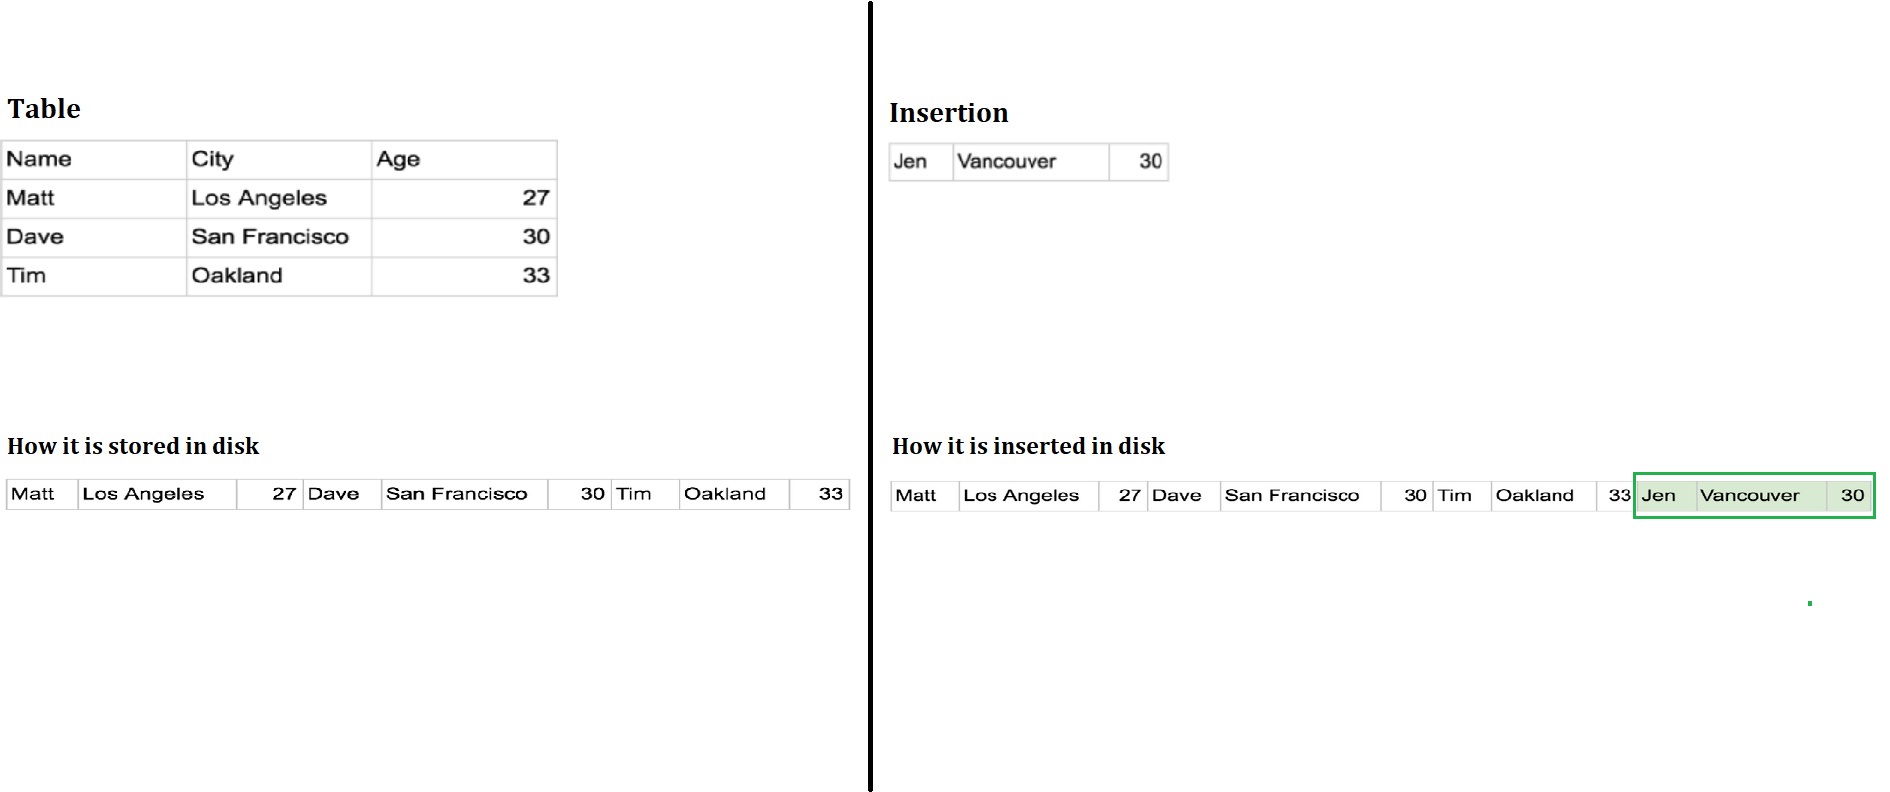 Table
Name City Age
Matt Los Angeles 27
Dave San Francisco 30
Tim Oakland 33
How it is stored in disk
Matt Los Angeles 27 Dave San Francisco 30 Tim Oakland 33
Insertion
Jen Vancouver 30
How it is inserted in disk
Matt Los Angeles 27 Dave San Francisco 30 Tim Oakland 33 Jen Vancouver 30